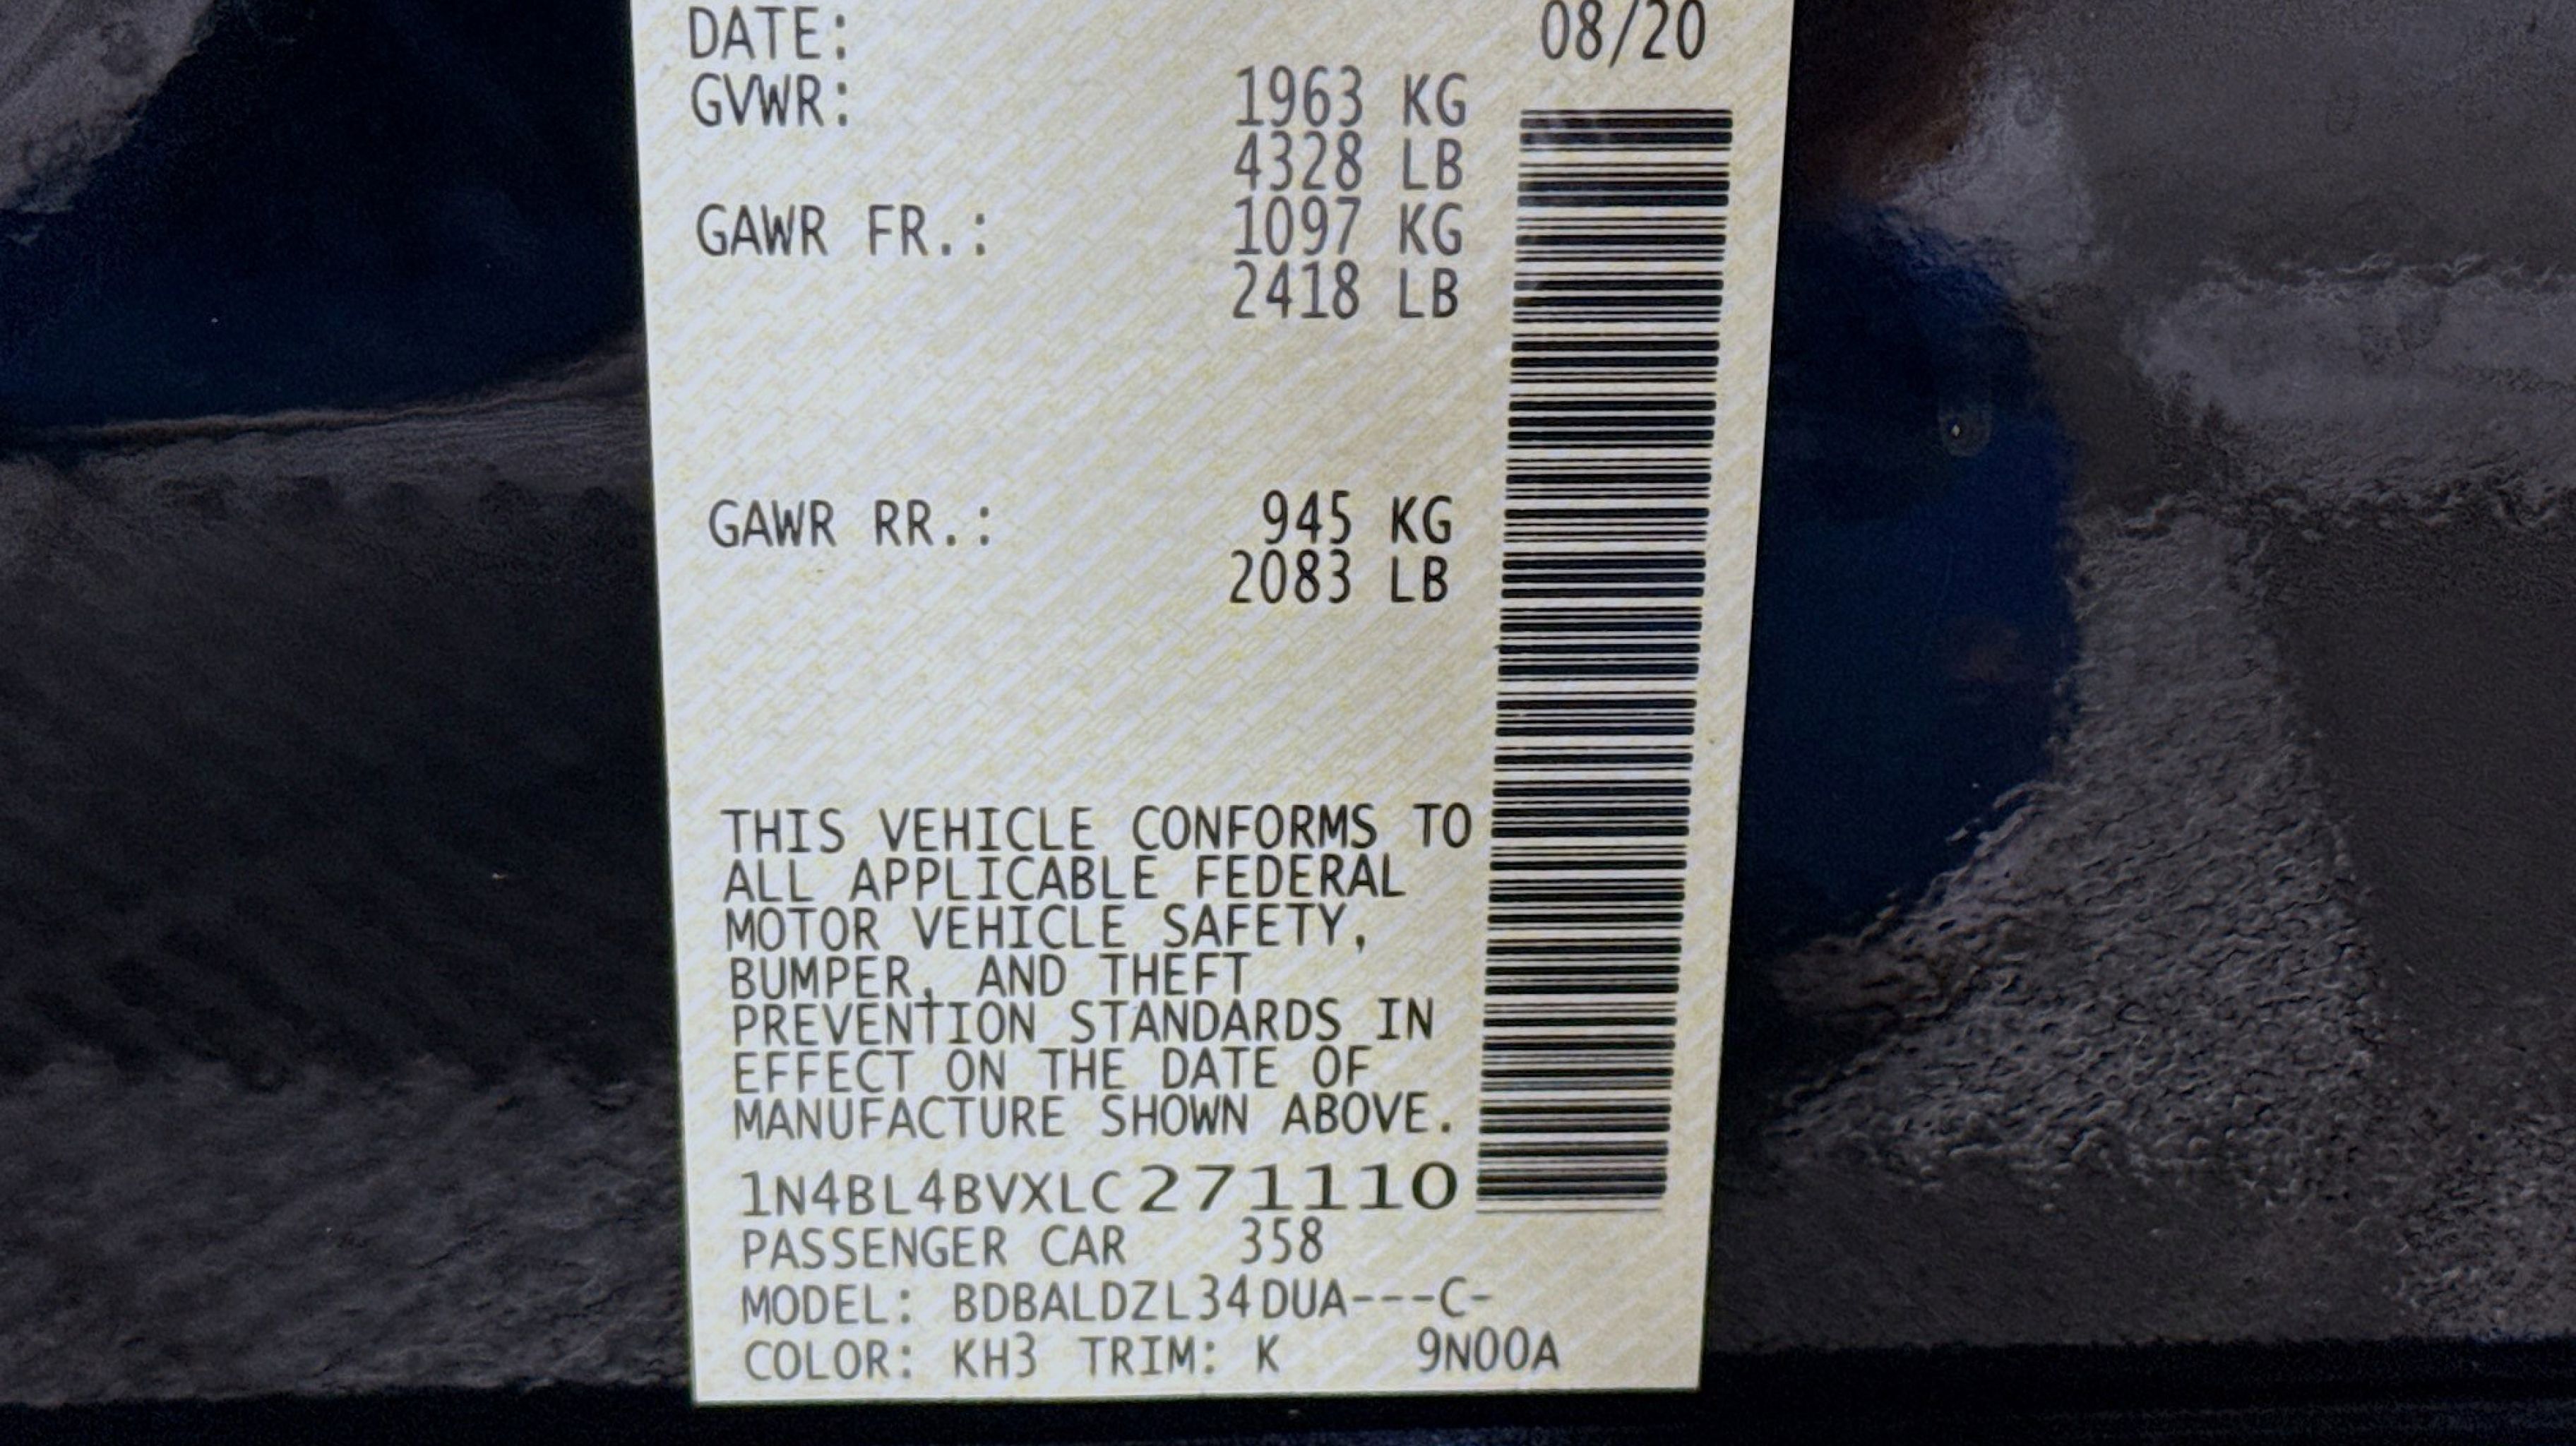 DATE: 08/20
GVWR: 1963 KG
4328 LB
GAWR FR.: 1097 KG
2418 LB
GAWR RR.: 945 KG
2083 LB
THIS VEHICLE CONFORMS TO
ALL APPLICABLE FEDERAL
MOTOR VEHICLE SAFETY,
BUMPER, AND THEFT
PREVENTION STANDARDS IN
EFFECT ON THE DATE OF
MANUFACTURE SHOWN ABOVE.
1N4BL4BVXLC271110
PASSENGER CAR 358
MODEL: BDBALDZL34DUA---C-
COLOR: KH3 TRIM: K 9N00A